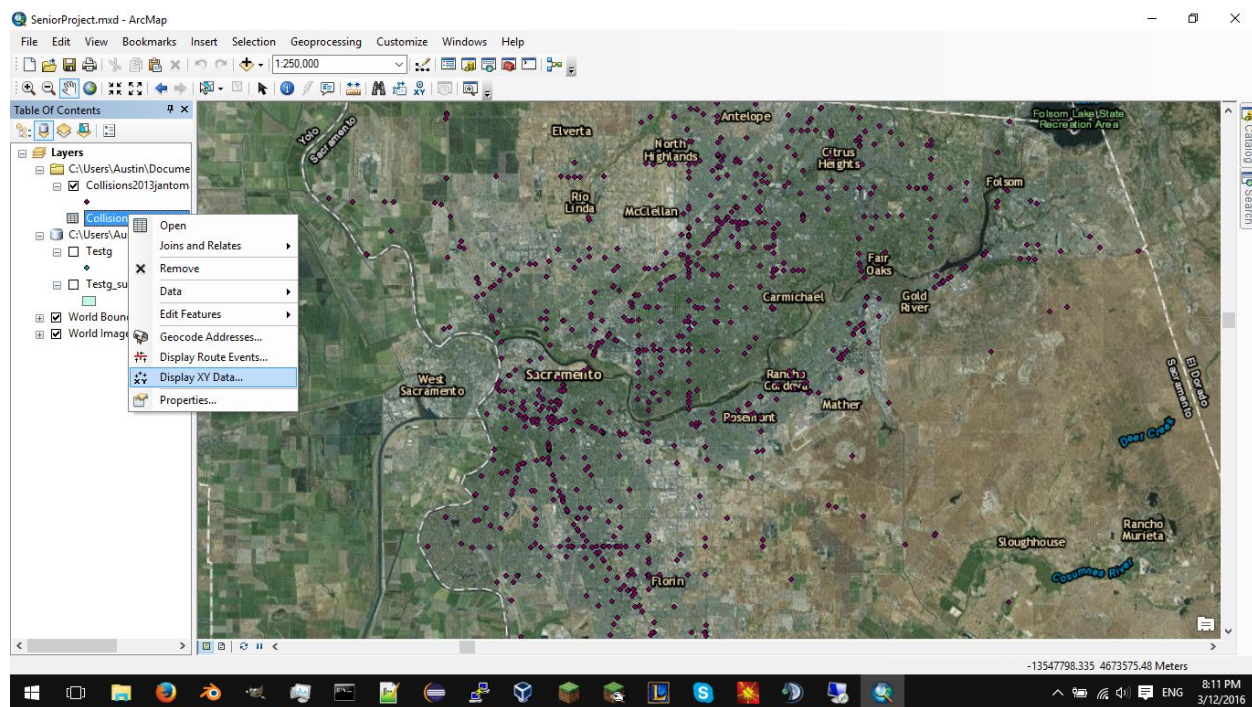 SeniorProject.mxd - ArcMap
File Edit View Bookmarks Insert Selection Geoprocessing Customize Windows Help
1:250,000
Table Of Contents
Layers
C:\Users\Austin\Docume
Collisions2013jantom
Collision
C:\Users\Au
Testg
Testg_su
World Boun
World Image
Open
Joins and Relates
Remove
Data
Edit Features
Geocode Addresses...
Display Route Events...
Display XY Data...
Properties...
Yolo
Sacramento
Elverta
Antelope
North
Highlands
Citrus
Heights
Folsom Lake State
Recreation Area
Folsom
Rio
Linda
McClellan
Fair
Oaks
Carmichael
Gold
River
West
Sacramento
Sacramento
Rancho
Cordova
Mather
Rosemont
El Dorado
Sacramento
Deer Creek
Rancho
Murieta
Sloughhouse
Cosumnes River
Florin
Catalog
Search
-13547798.335 4673575.48 Meters
ENG
8:11 PM
3/12/2016